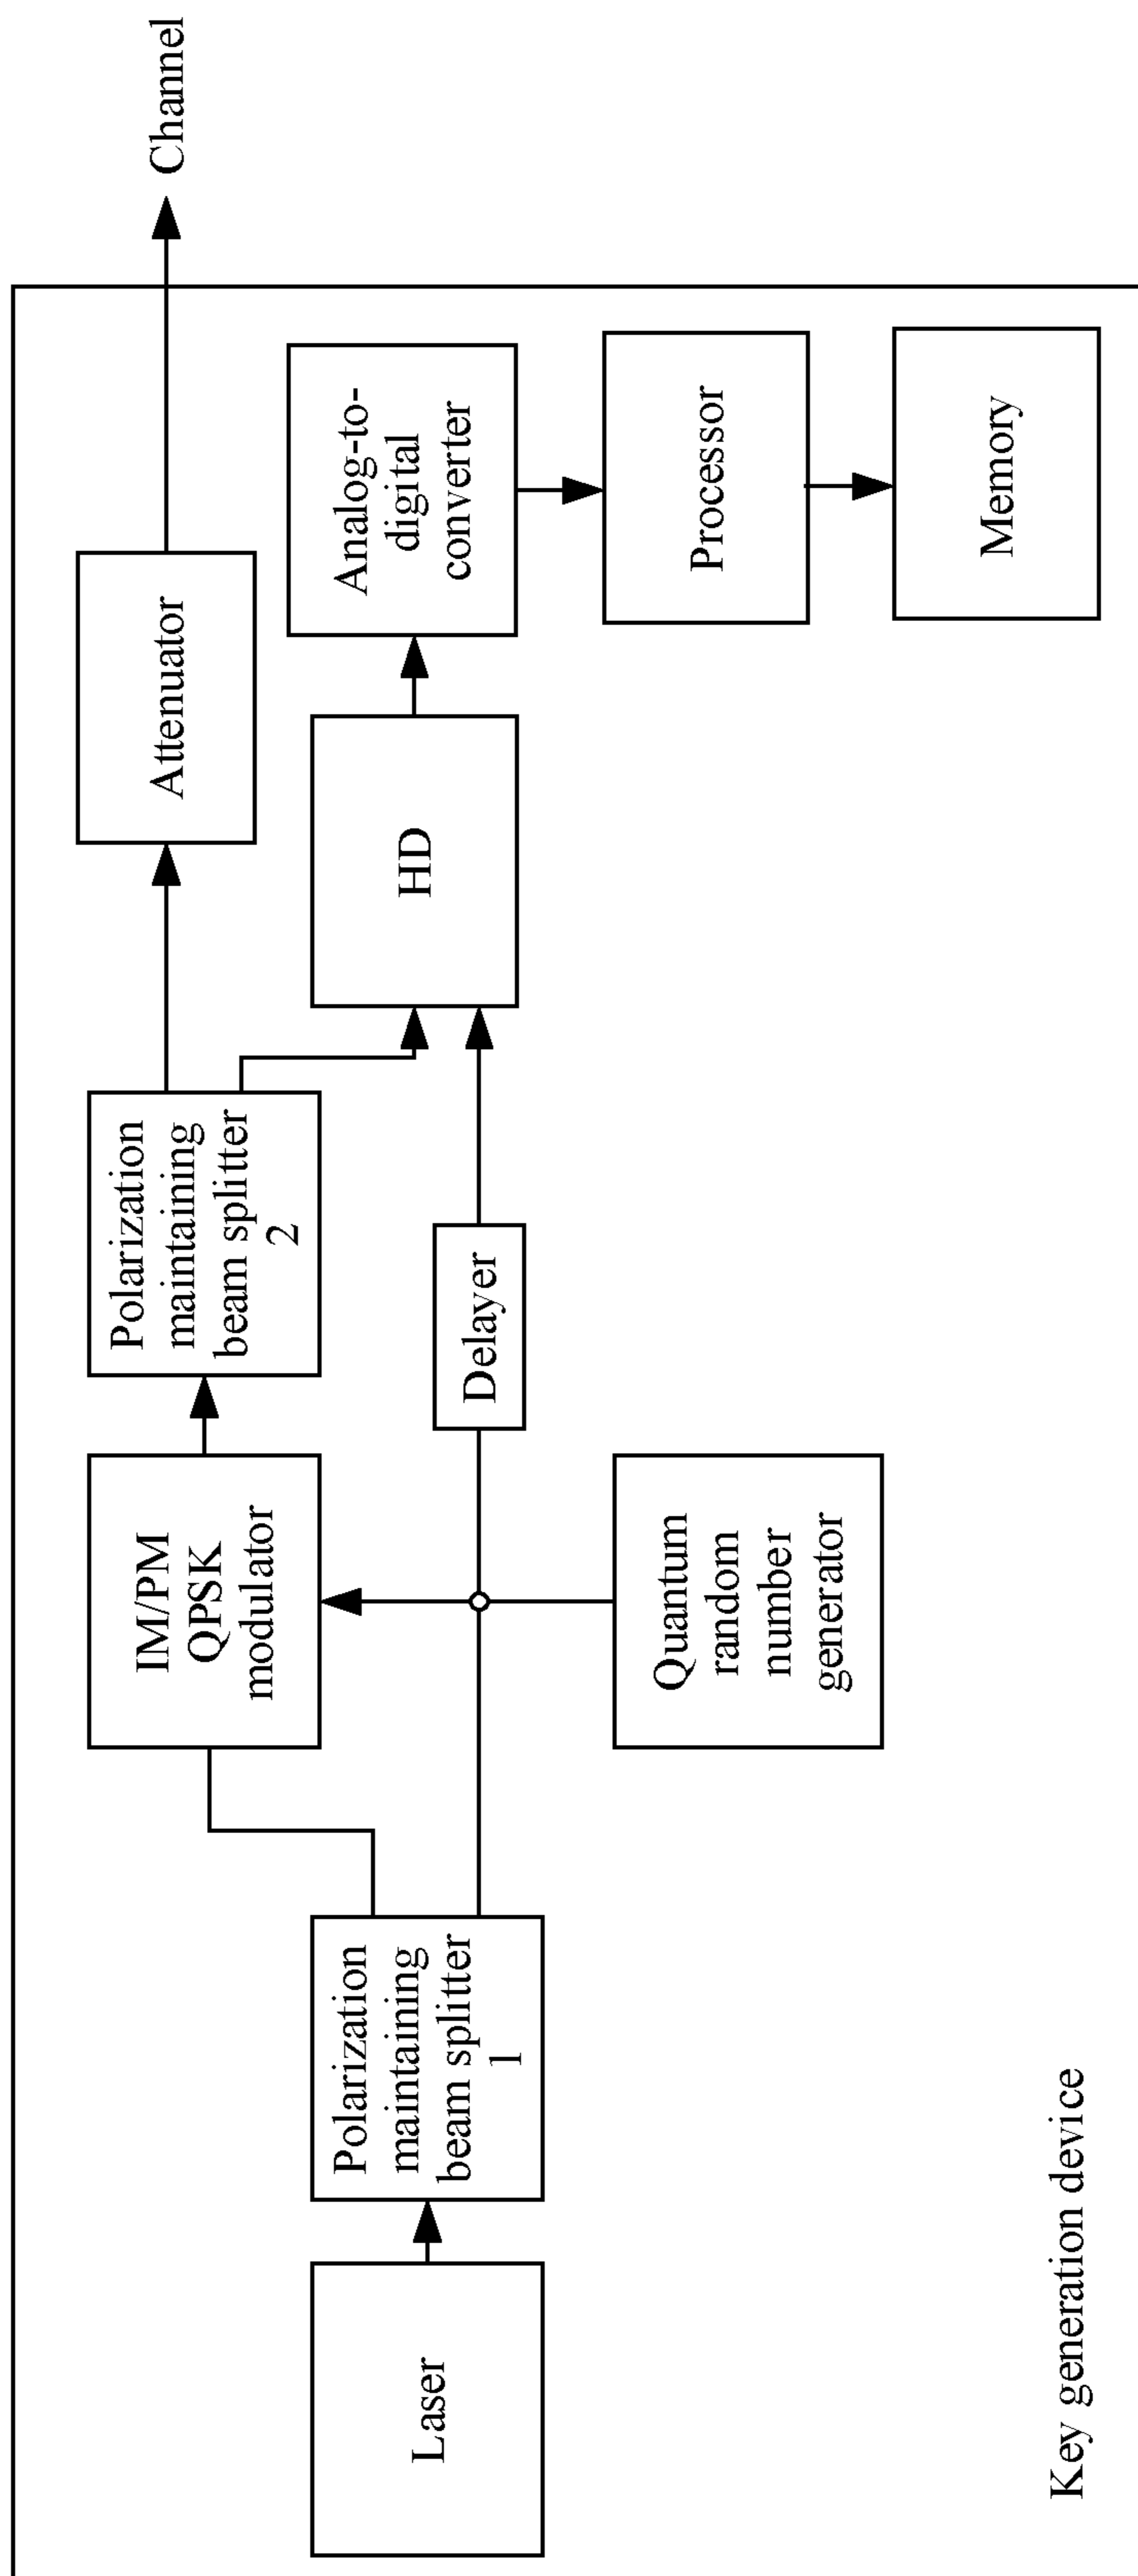 Channel
Attenuator
Analog-to-
digital
converter
Processor
Memory
HD
Polarization
maintaining
beam splitter
2
Delayer
IM/PM
QPSK
modulator
Quantum
random
number
generator
Polarization
maintaining
beam splitter
1
Laser
Key generation device